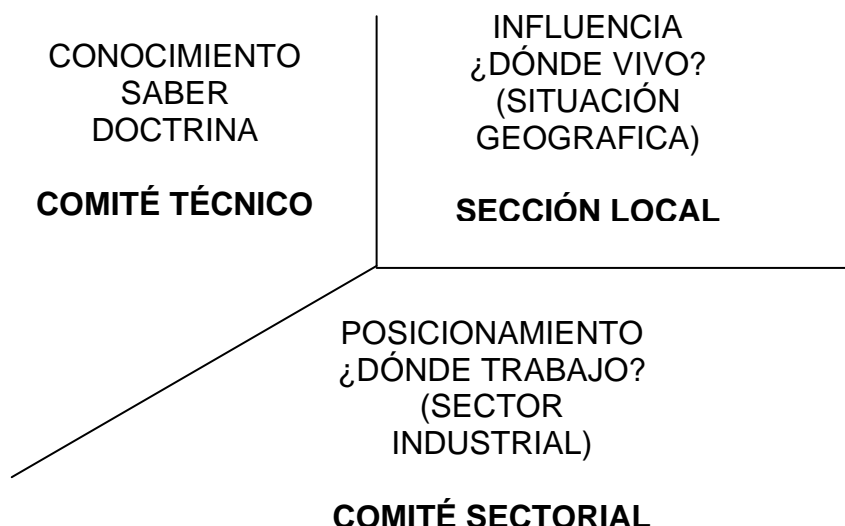 CONOCIMIENTO
SABER
DOCTRINA
COMITÉ TÉCNICO
INFLUENCIA
¿DÓNDE VIVO?
(SITUACIÓN
GEOGRAFICA)
SECCIÓN LOCAL
POSICIONAMIENTO
¿DÓNDE TRABAJO?
(SECTOR
INDUSTRIAL)
COMITÉ SECTORIAL